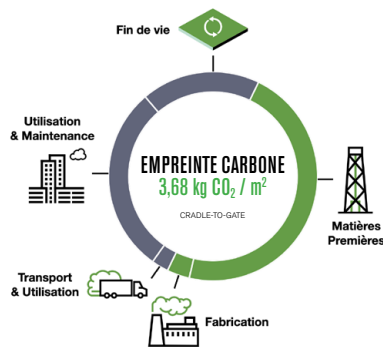 Fin de vie
Utilisation
& Maintenance
EMPREINTE CARBONE
3,68 kg CO₂ / m²
CRADLE-TO-GATE
Matières
Premières
Transport
& Utilisation
Fabrication